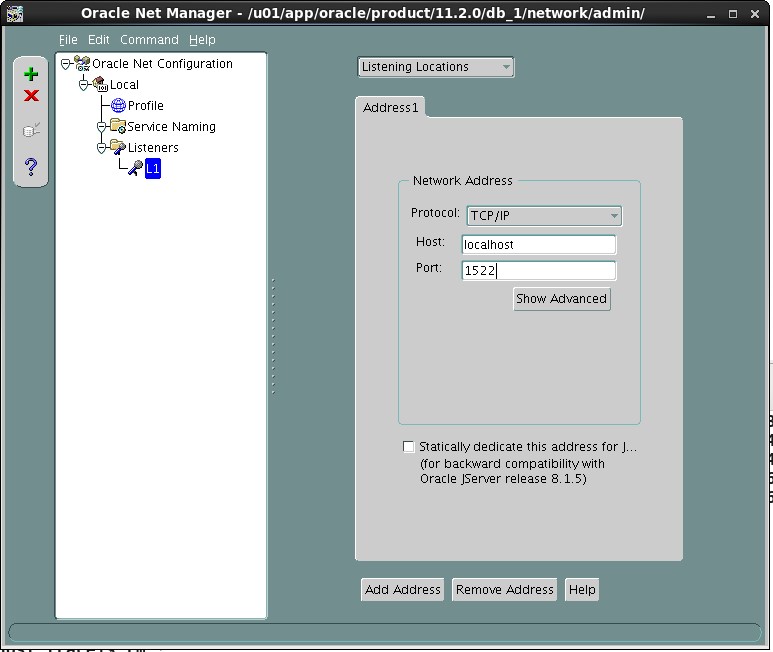 Oracle Net Manager - /u01/app/oracle/product/11.2.0/db_1/network/admin/
File Edit Command Help
Oracle Net Configuration
Local
Profile
Service Naming
Listeners
L1
Listening Locations
Address1
Network Address
Protocol: TCP/IP
Host: localhost
Port: 1522
Show Advanced
Statically dedicate this address for J...
(for backward compatibility with
Oracle JServer release 8.1.5)
Add Address Remove Address Help